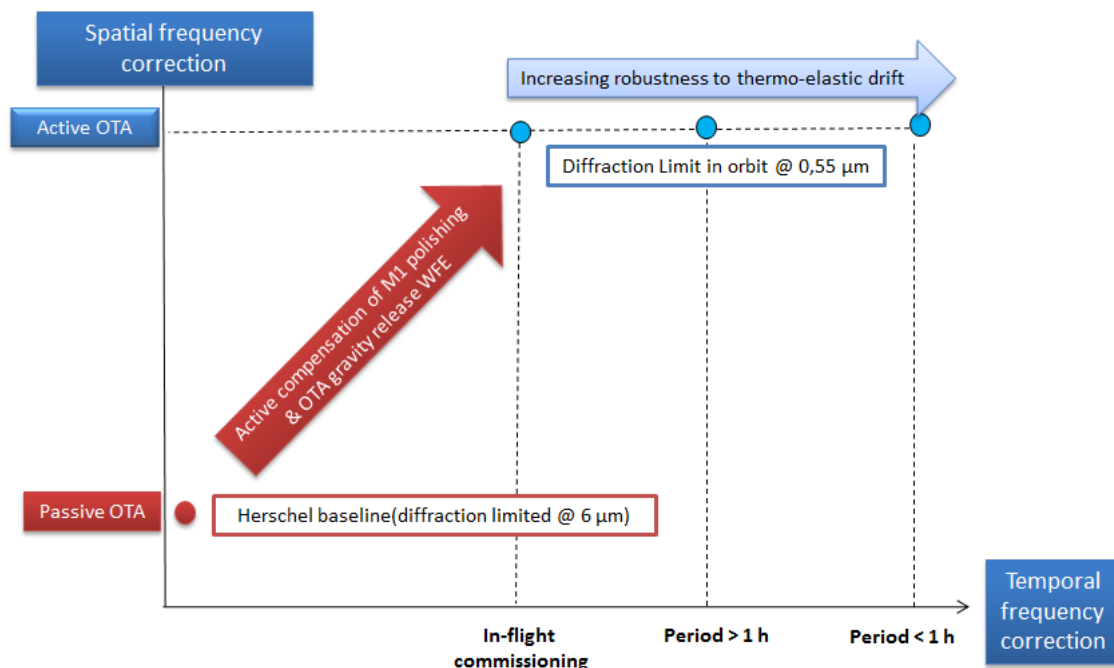 Spatial frequency
correction
Increasing robustness to thermo-elastic drift
Active OTA
Diffraction Limit in orbit @ 0,55 µm
Active compensation of M1 polishing
& OTA gravity release WFE
Passive OTA
Herschel baseline(diffraction limited @ 6 µm)
Temporal
frequency
correction
In-flight
commissioning
Period > 1 h
Period < 1 h